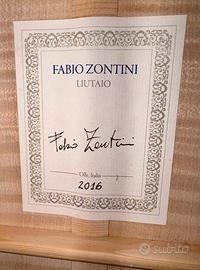 FABIO ZONTINI
LIUTAIO
Fabio Zontini
Olle, Italia
2016
subito